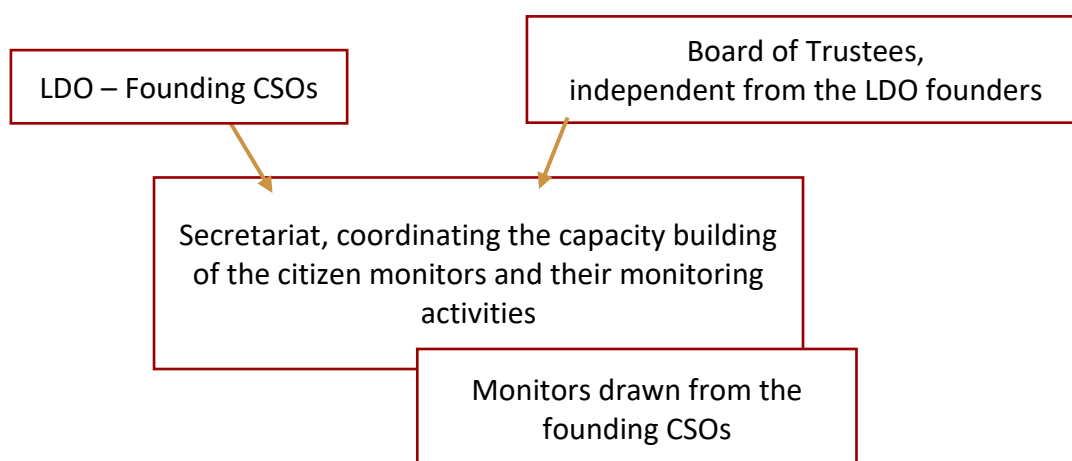 LDO – Founding CSOs
Board of Trustees,
independent from the LDO founders
Secretariat, coordinating the capacity building
of the citizen monitors and their monitoring
activities
Monitors drawn from the
founding CSOs